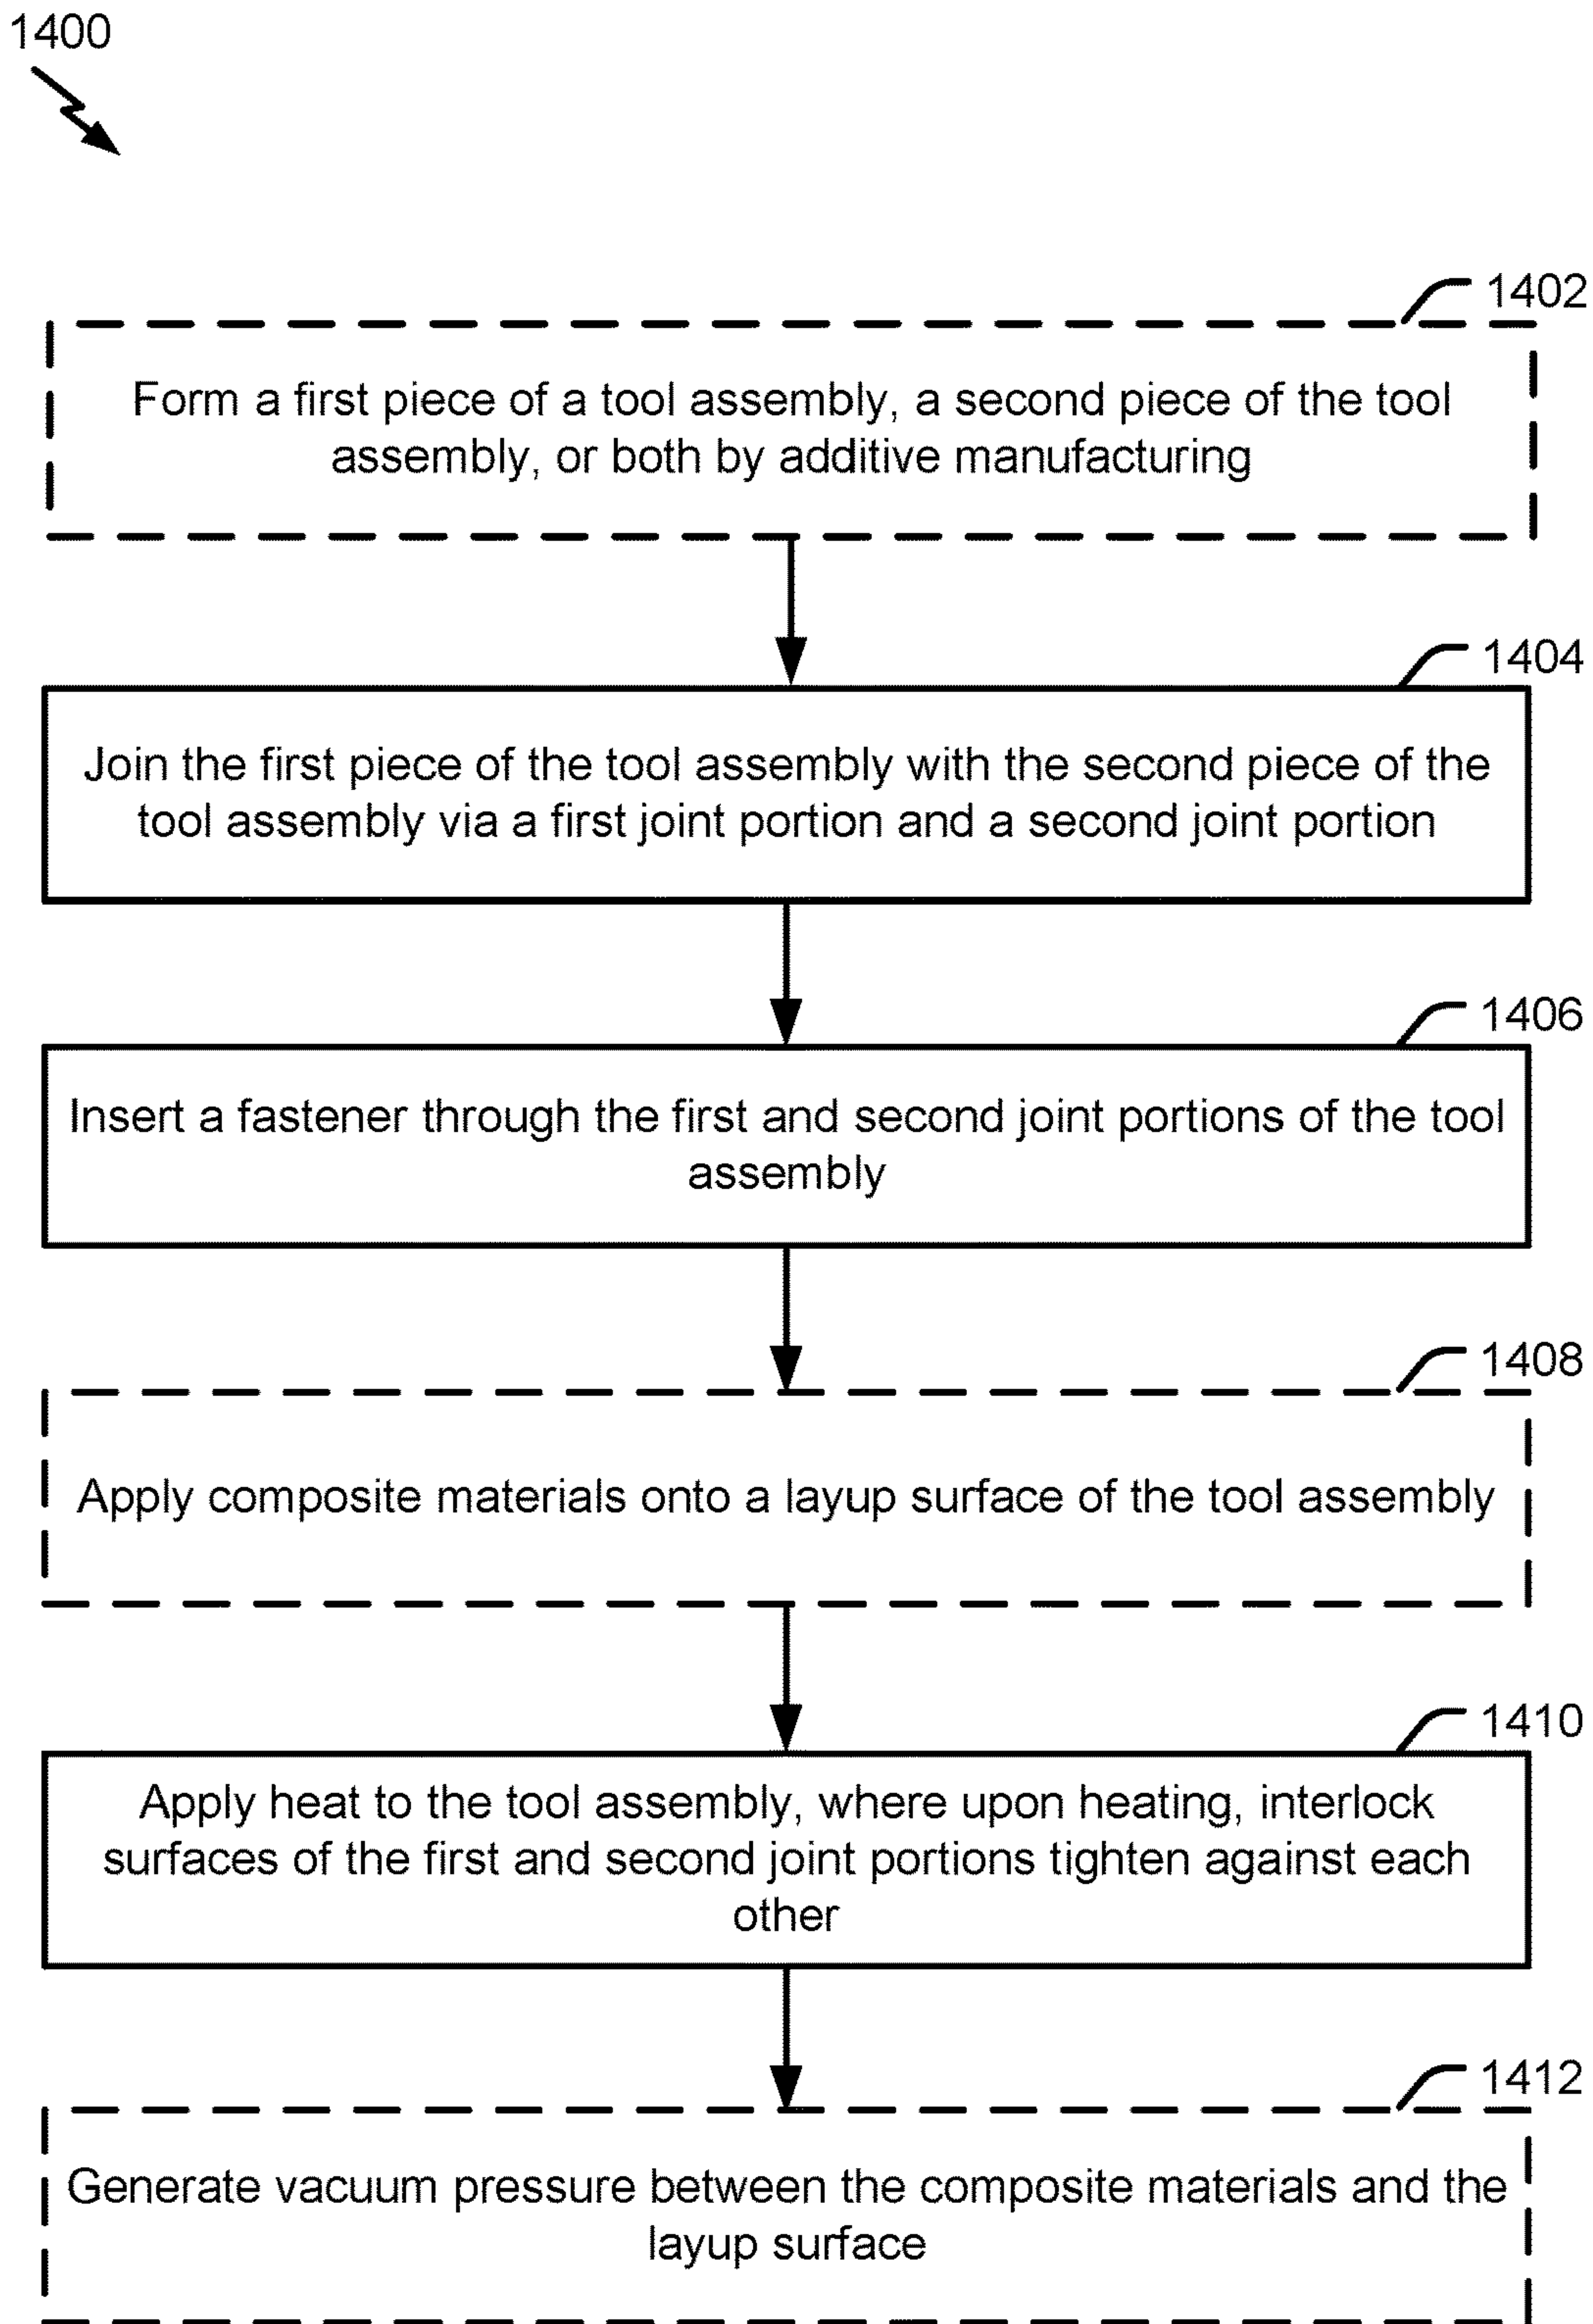 1400
1402
Form a first piece of a tool assembly, a second piece of the tool
assembly, or both by additive manufacturing
1404
Join the first piece of the tool assembly with the second piece of the
tool assembly via a first joint portion and a second joint portion
1406
Insert a fastener through the first and second joint portions of the tool
assembly
1408
Apply composite materials onto a layup surface of the tool assembly
1410
Apply heat to the tool assembly, where upon heating, interlock
surfaces of the first and second joint portions tighten against each
other
1412
Generate vacuum pressure between the composite materials and the
layup surface